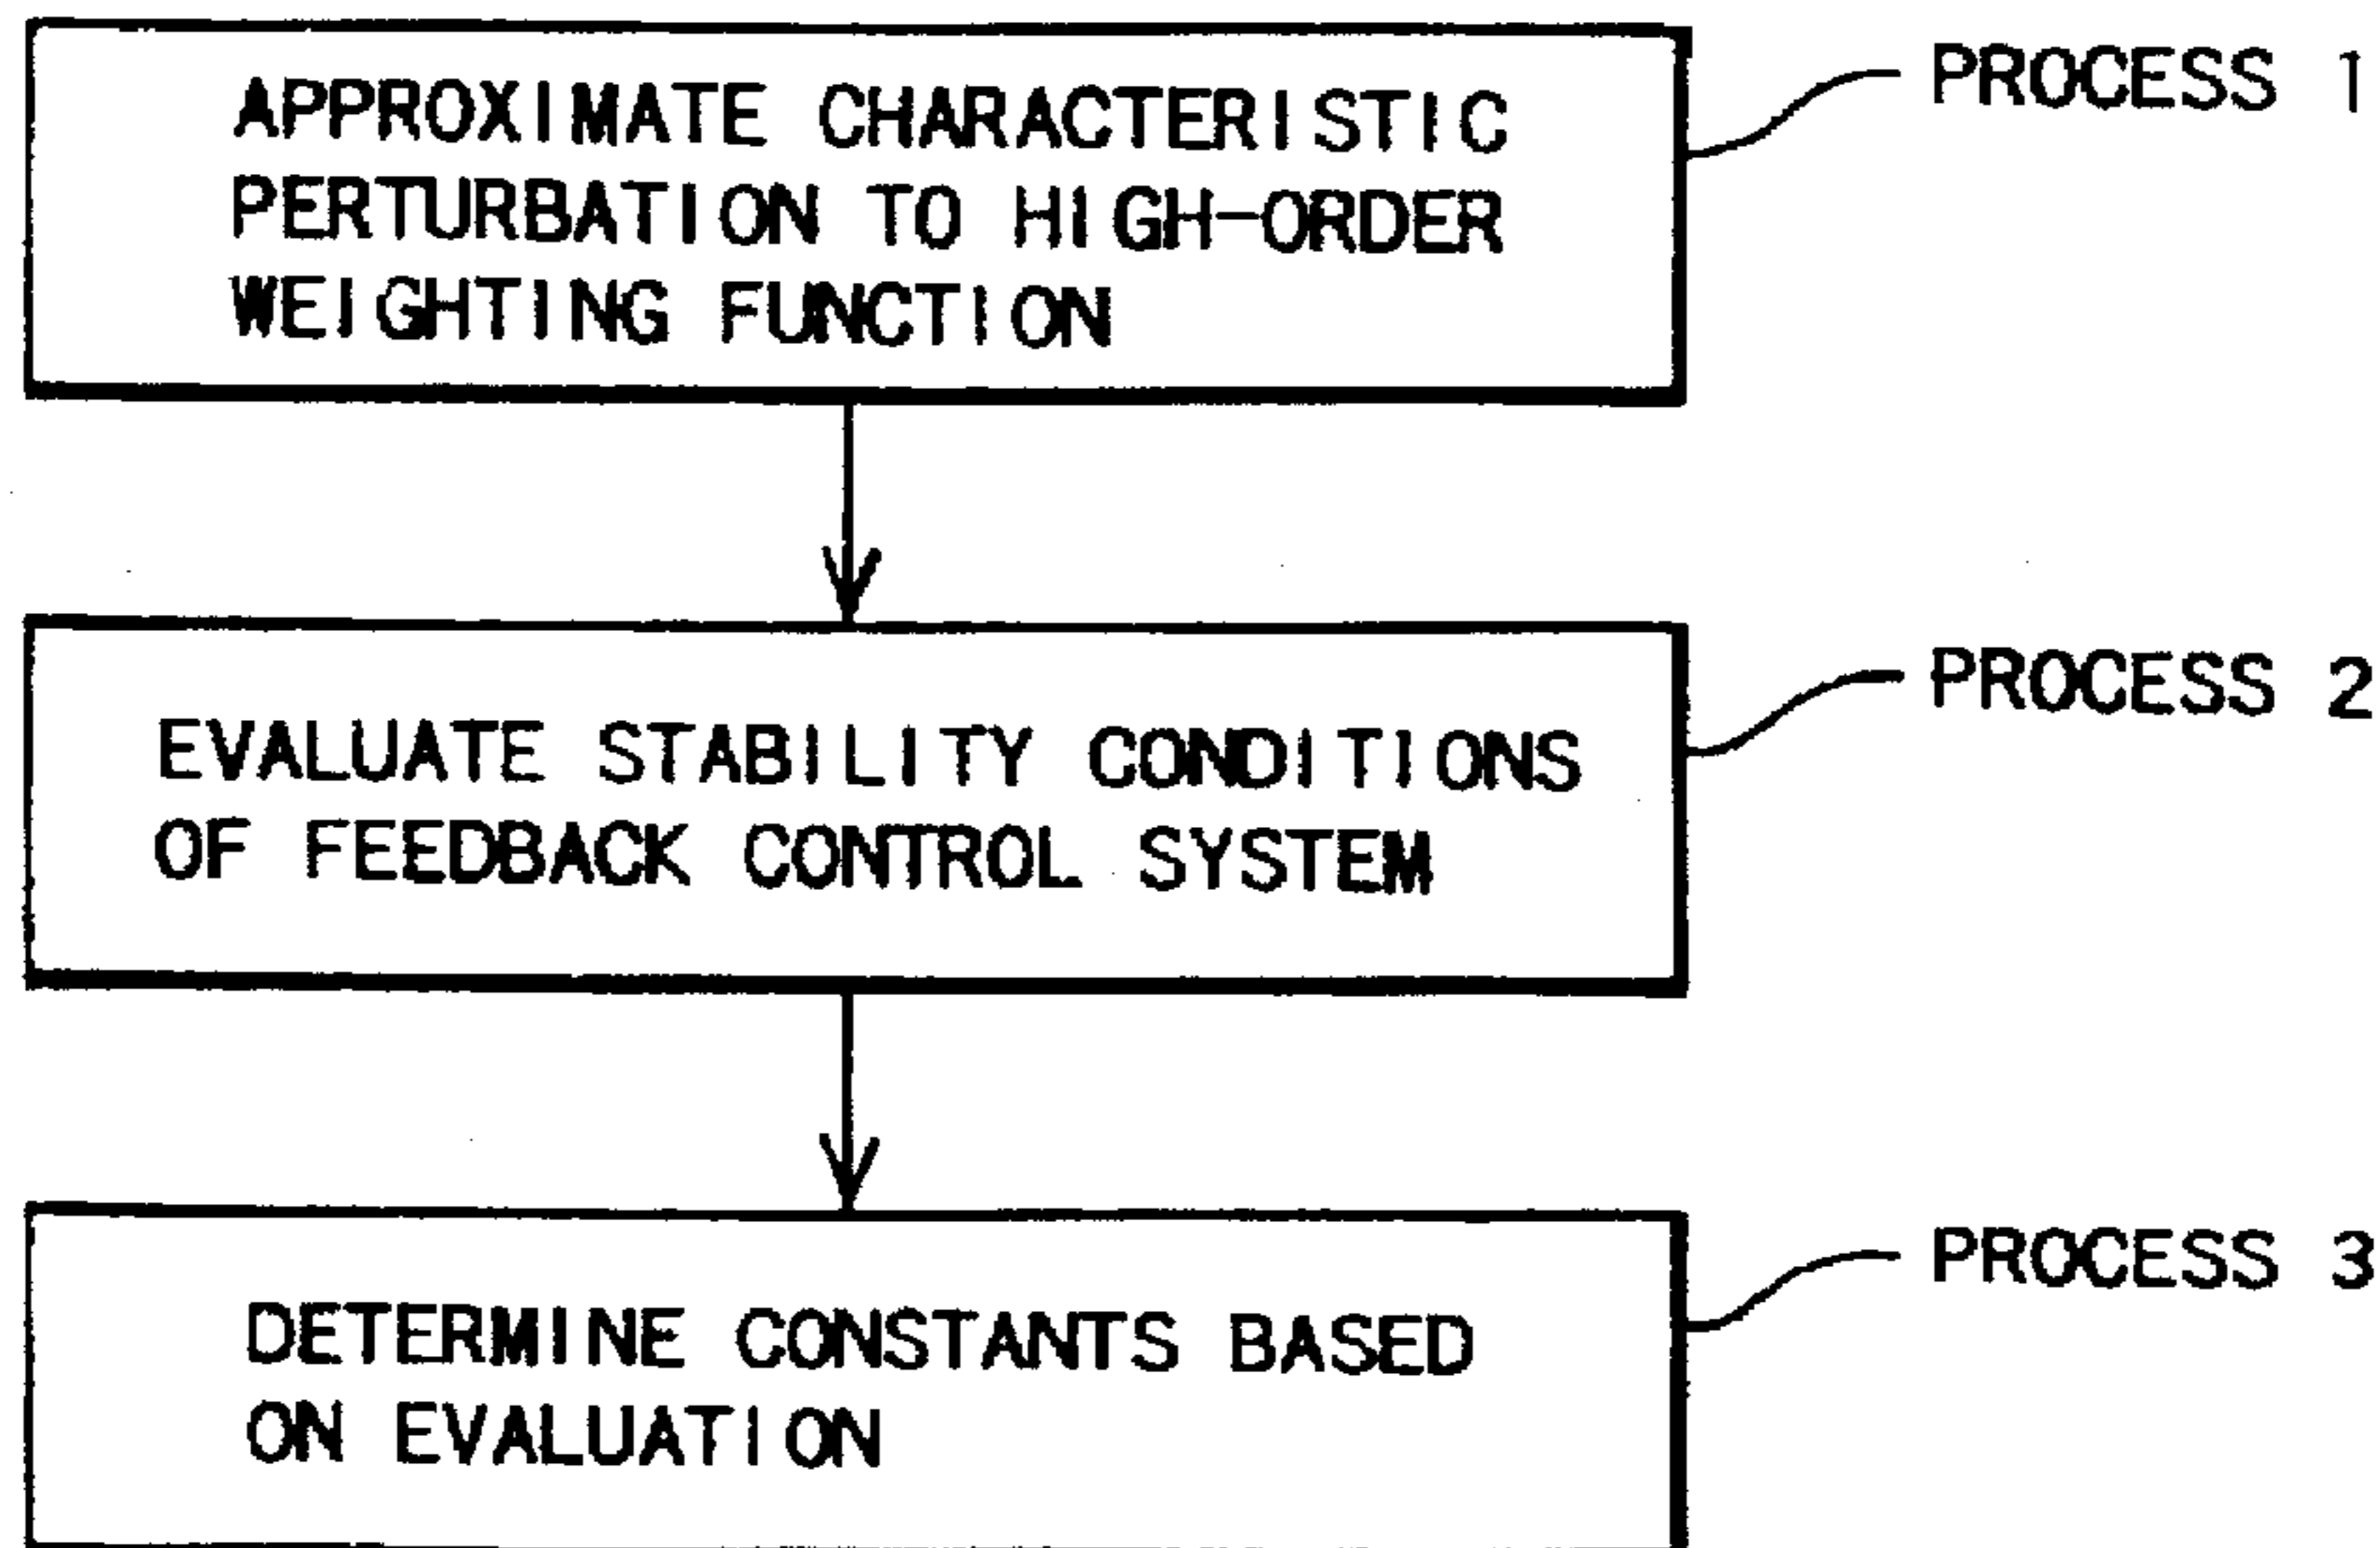 APPROXIMATE CHARACTERISTIC
PERTURBATION TO HIGH-ORDER
WEIGHTING FUNCTION
PROCESS 1
EVALUATE STABILITY CONDITIONS
OF FEEDBACK CONTROL SYSTEM
PROCESS 2
DETERMINE CONSTANTS BASED
ON EVALUATION
PROCESS 3